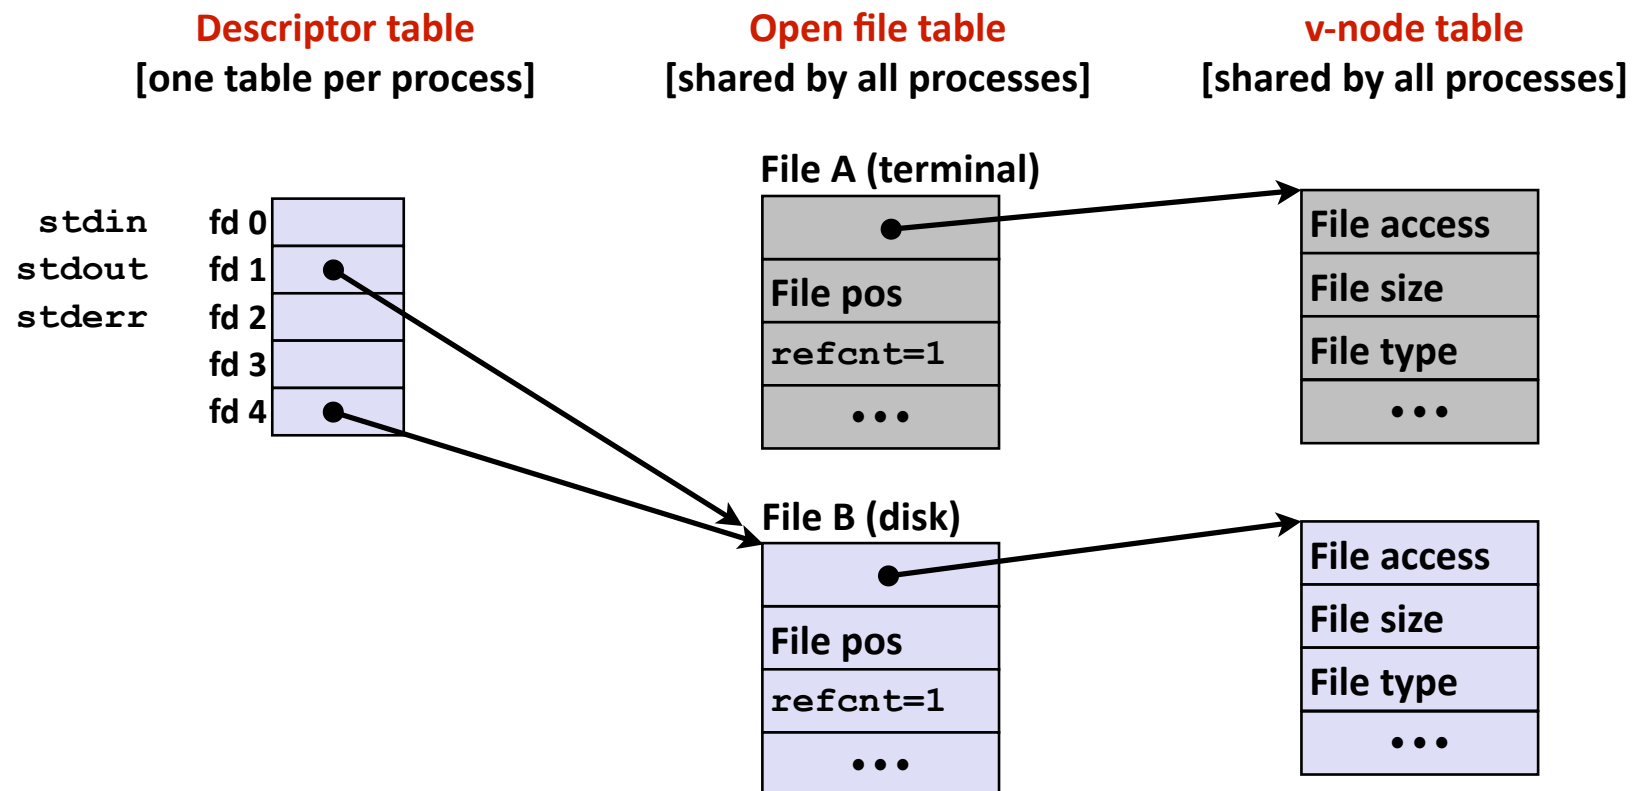 Descriptor table
[one table per process]
Open file table
[shared by all processes]
v-node table
[shared by all processes]
stdin fd 0
stdout fd 1
stderr fd 2
fd 3
fd 4
File A (terminal)
File pos
refcnt=1
•••
File access
File size
File type
•••
File B (disk)
File pos
refcnt=1
•••
File access
File size
File type
•••